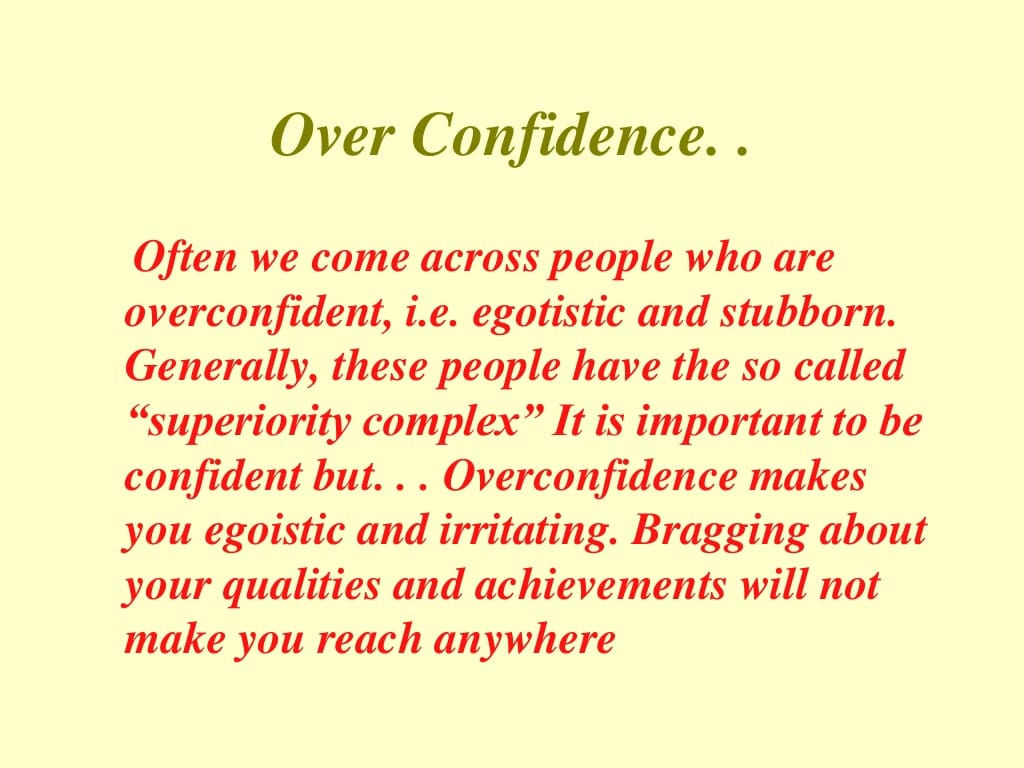 Over Confidence. .
Often we come across people who are
overconfident, i.e. egotistic and stubborn.
Generally, these people have the so called
“superiority complex” It is important to be
confident but. . . Overconfidence makes
you egoistic and irritating. Bragging about
your qualities and achievements will not
make you reach anywhere